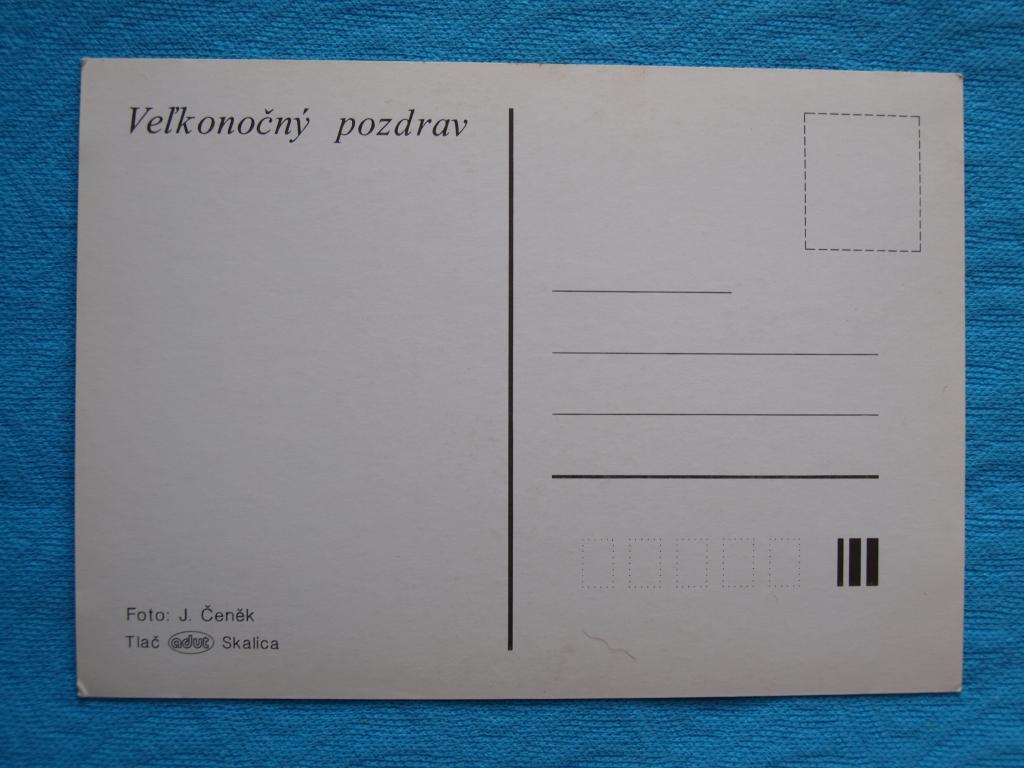 Veľkonočný pozdrav
Foto: J. Čeněk
Tlač adut Skalica